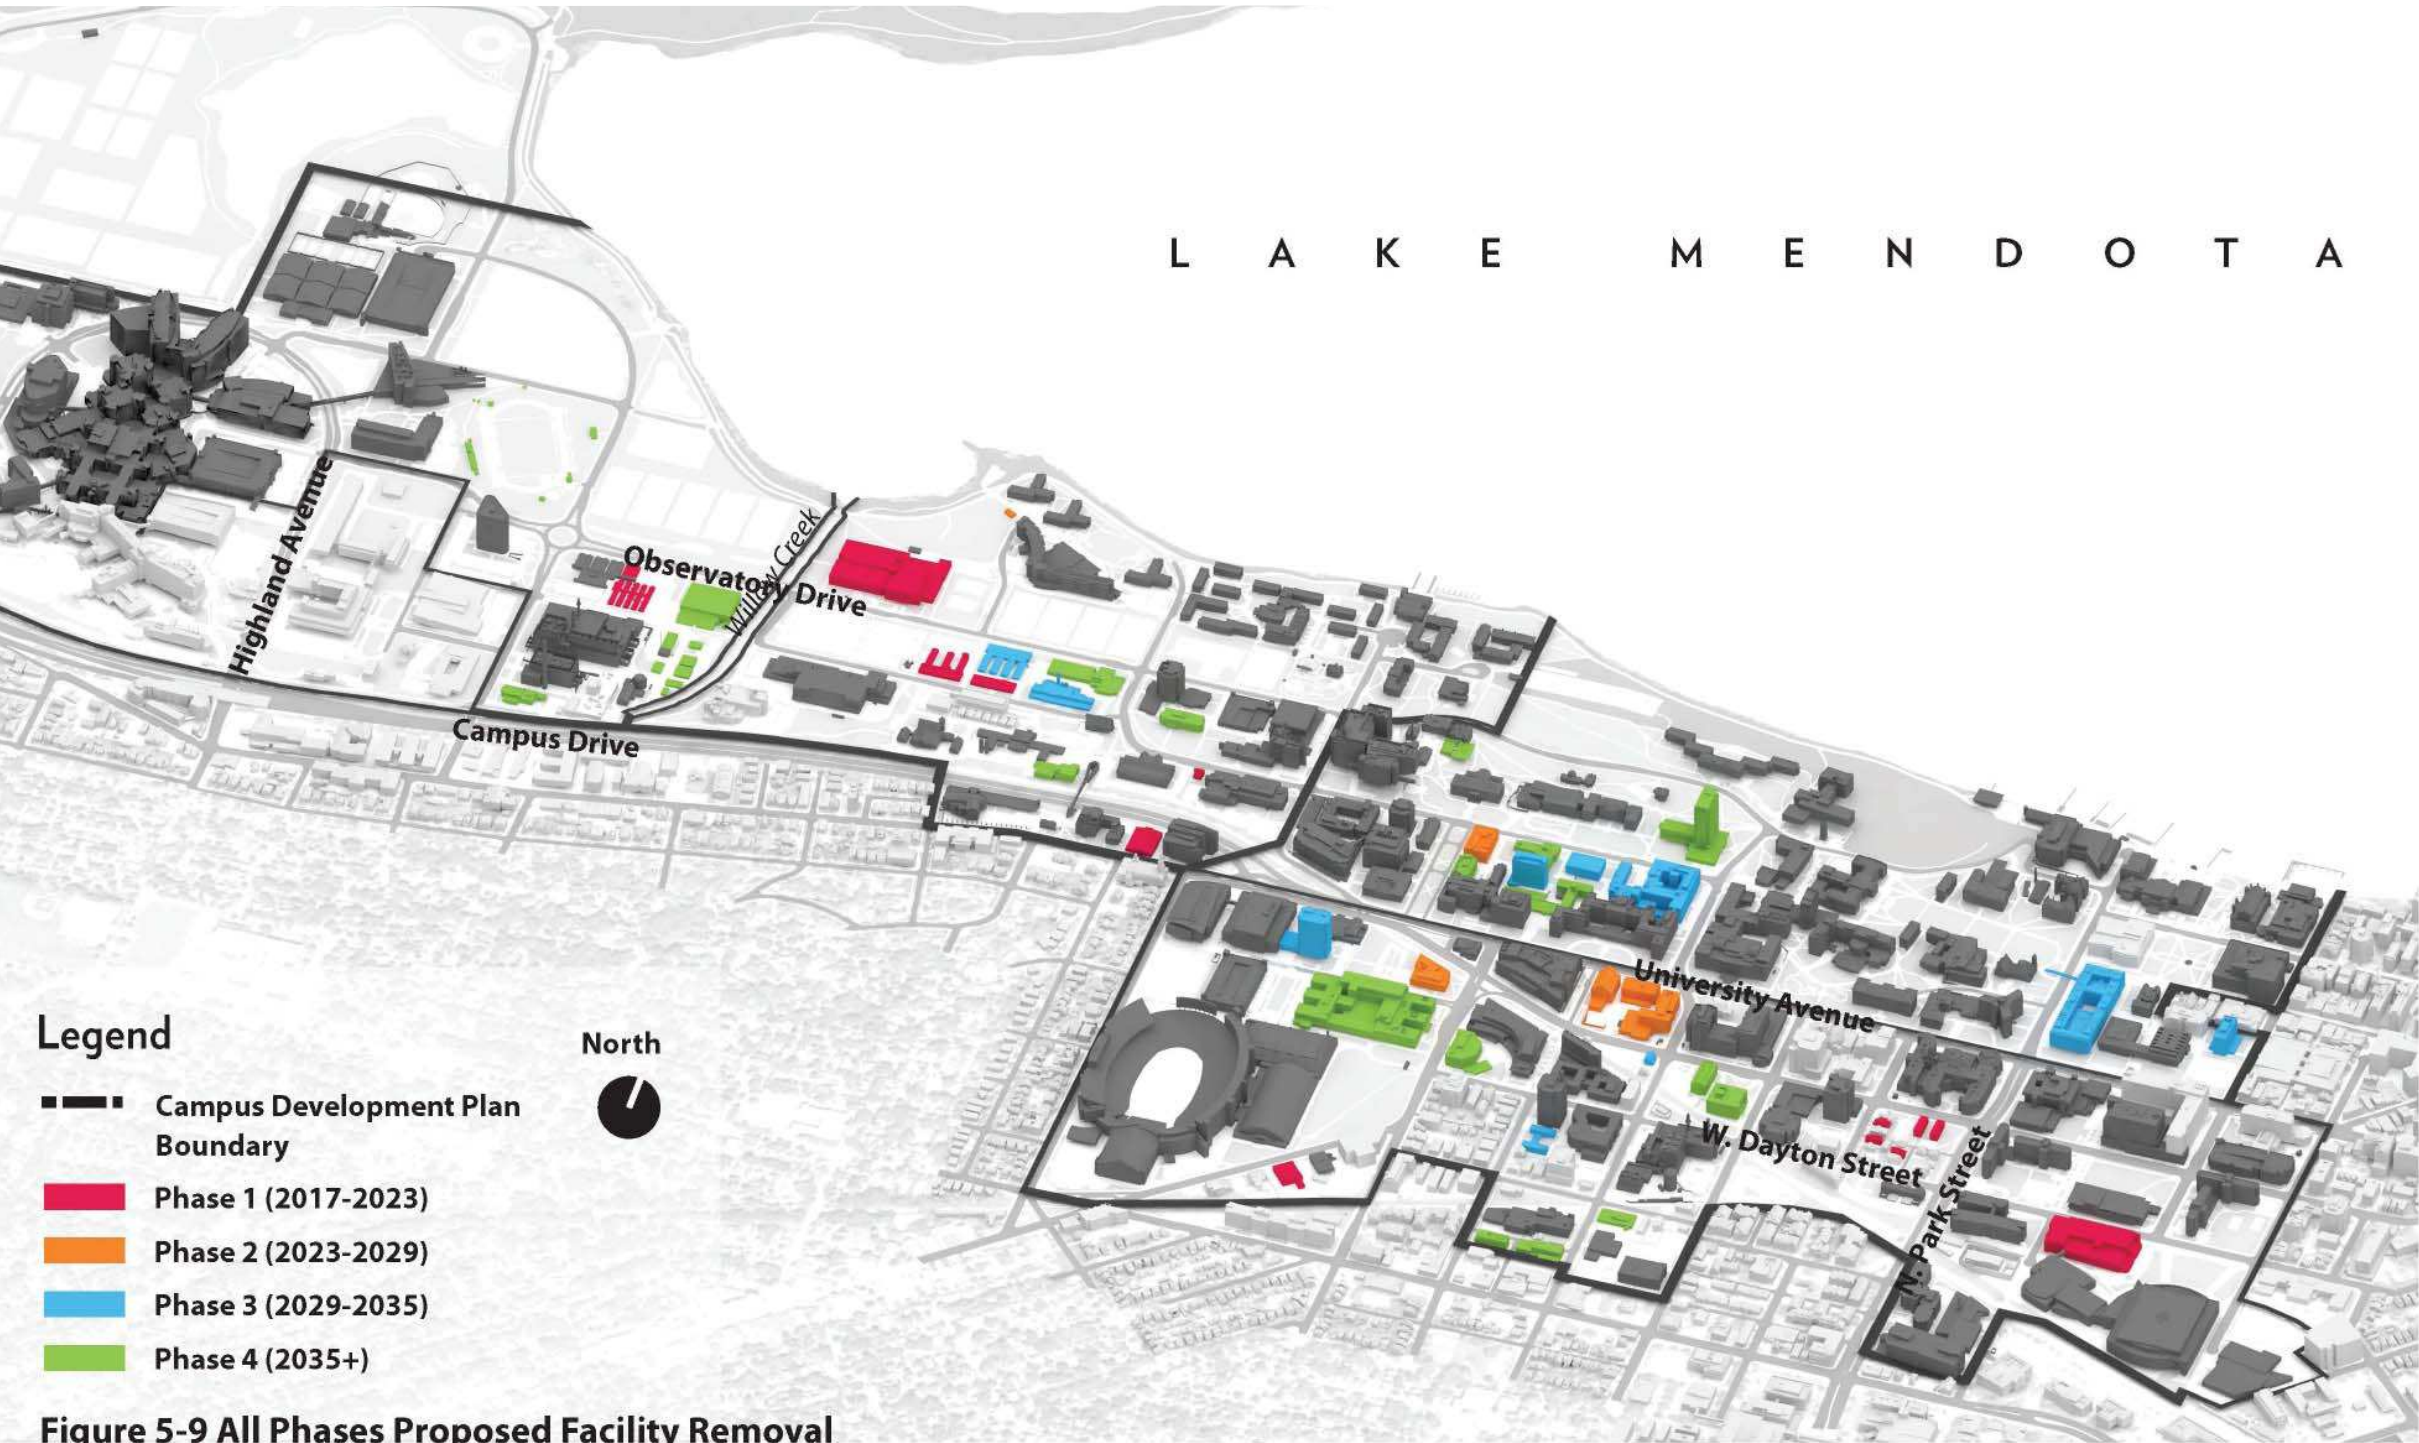 L A K E M E N D O T A
Highland Avenue
Observatory Drive
Willow Creek
Campus Drive
University Avenue
W. Dayton Street
N. Park Street
Legend
North
Campus Development Plan
Boundary
Phase 1 (2017-2023)
Phase 2 (2023-2029)
Phase 3 (2029-2035)
Phase 4 (2035+)
Figure 5-9 All Phases Proposed Facility Removal